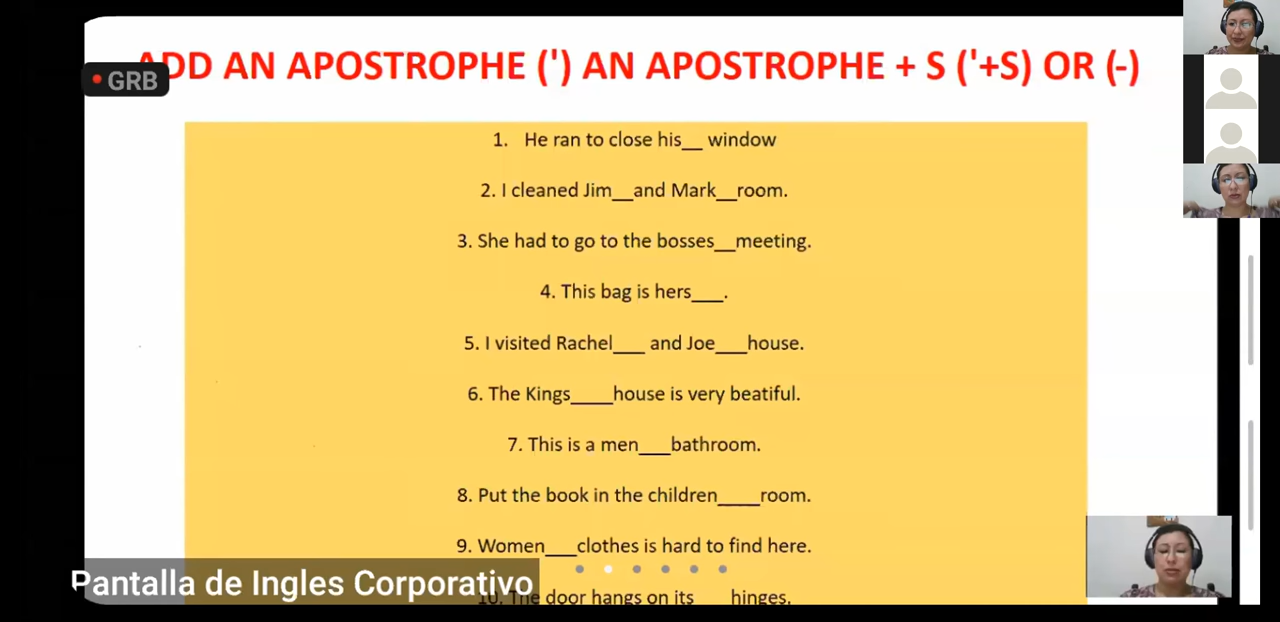 ADD AN APOSTROPHE (') AN APOSTROPHE + S ('+S) OR (-)
GRB
1. He ran to close his__ window
2. I cleaned Jim__and Mark__room.
3. She had to go to the bosses__meeting.
4. This bag is hers___.
5. I visited Rachel___ and Joe___house.
6. The Kings____house is very beatiful.
7. This is a men___bathroom.
8. Put the book in the children____room.
9. Women___clothes is hard to find here.
Pantalla de Ingles Corporativo
10. The door hangs on its___ hinges.